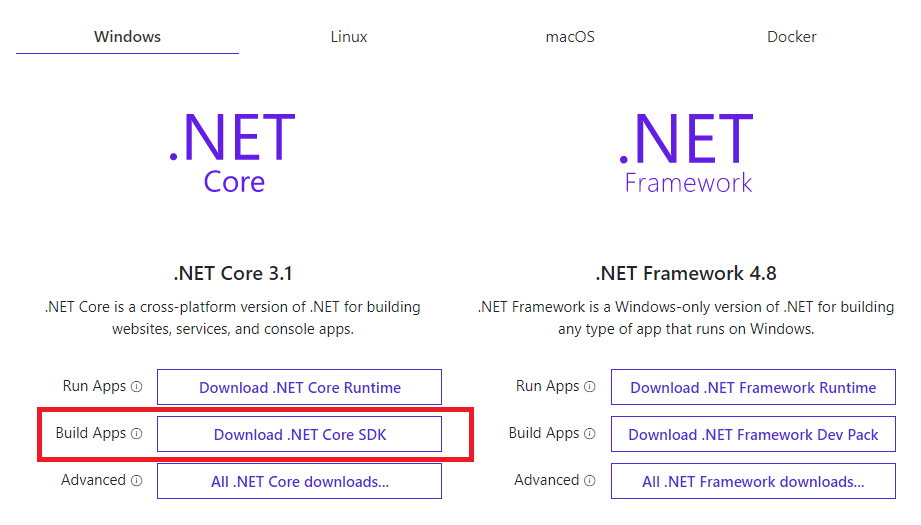 Windows
Linux
macOS
Docker
.NET
Core
.NET Core 3.1
.NET Core is a cross-platform version of .NET for building
websites, services, and console apps.
Run Apps
Download .NET Core Runtime
Build Apps
Download .NET Core SDK
Advanced
All .NET Core downloads...
.NET
Framework
.NET Framework 4.8
.NET Framework is a Windows-only version of .NET for building
any type of app that runs on Windows.
Run Apps
Download .NET Framework Runtime
Build Apps
Download .NET Framework Dev Pack
Advanced
All .NET Framework downloads...